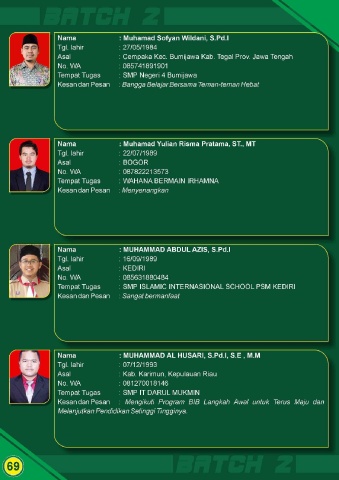 BATCH 2
Nama : Muhamad Sofyan Wildani, S.Pd.I
Tgl. lahir : 27/05/1984
Asal : Cempaka Kec. Bumijawa Kab. Tegal Prov. Jawa Tengah
No. WA : 085741891901
Tempat Tugas : SMP Negeri 4 Bumijawa
Kesan dan Pesan : Bangga Belajar Bersama Teman-teman Hebat
Nama : Muhamad Yulian Risma Pratama, ST., MT
Tgl. lahir : 22/07/1989
Asal : BOGOR
No. WA : 087822213573
Tempat Tugas : WAHANA BERMAIN IRHAMNA
Kesan dan Pesan : Menyenangkan
Nama : MUHAMMAD ABDUL AZIS, S.Pd.I
Tgl. lahir : 16/09/1989
Asal : KEDIRI
No. WA : 085631880484
Tempat Tugas : SMP ISLAMIC INTERNASIONAL SCHOOL PSM KEDIRI
Kesan dan Pesan : Sangat bermanfaat
Nama : MUHAMMAD AL HUSARI, S.Pd.I, S.E , M.M
Tgl. lahir : 07/12/1993
Asal : Kab. Karimun, Kepulauan Riau
No. WA : 081270018146
Tempat Tugas : SMP IT DARUL MUKMIN
Kesan dan Pesan : Mengikuti Program BIB Langkah Awal untuk Terus Maju dan
Melanjutkan Pendidikan Setinggi Tingginya.
69
BATCH 2